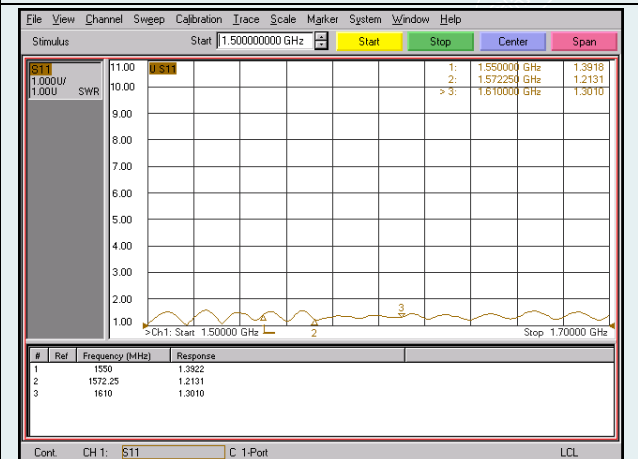 File View Channel Sweep Calibration Trace Scale Marker System Window Help
Stimulus Start 1.500000000 GHz Start Stop Center Span
S11
1.000U/
1.00U SWR
11.00 U S11
10.00
9.00
8.00
7.00
6.00
5.00
4.00
3.00
2.00
1.00
1: 1.550000 GHz 1.3918
2: 1.572250 GHz 1.2131
> 3: 1.610000 GHz 1.3010
3
2
>Ch1: Start 1.50000 GHz Stop 1.70000 GHz
# Ref Frequency (MHz) Response
1 1550 1.3922
2 1572.25 1.2131
3 1610 1.3010
Cont. CH 1: S11 C 1-Port LCL